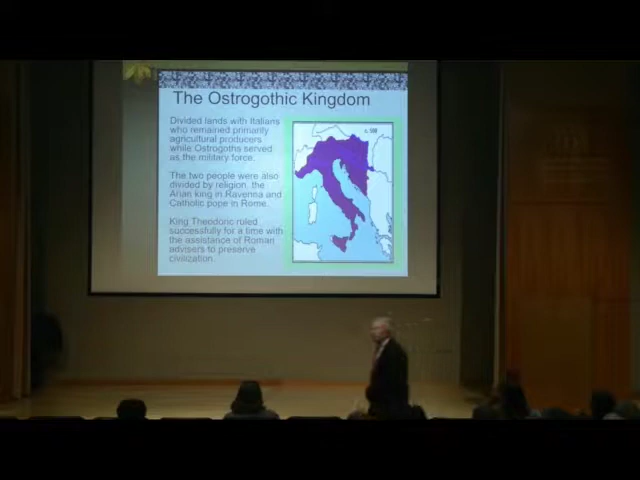 The Ostrogothic Kingdom
Divided lands with Italians
who remained primarily
agricultural producers
while Ostrogoths served
as the military force.
The two people were also
divided by religion, the
Arian king in Ravenna and
Catholic pope in Rome.
King Theodoric ruled
successfully for a time with
the assistance of Roman
advisers to preserve
civilization.
c. 500